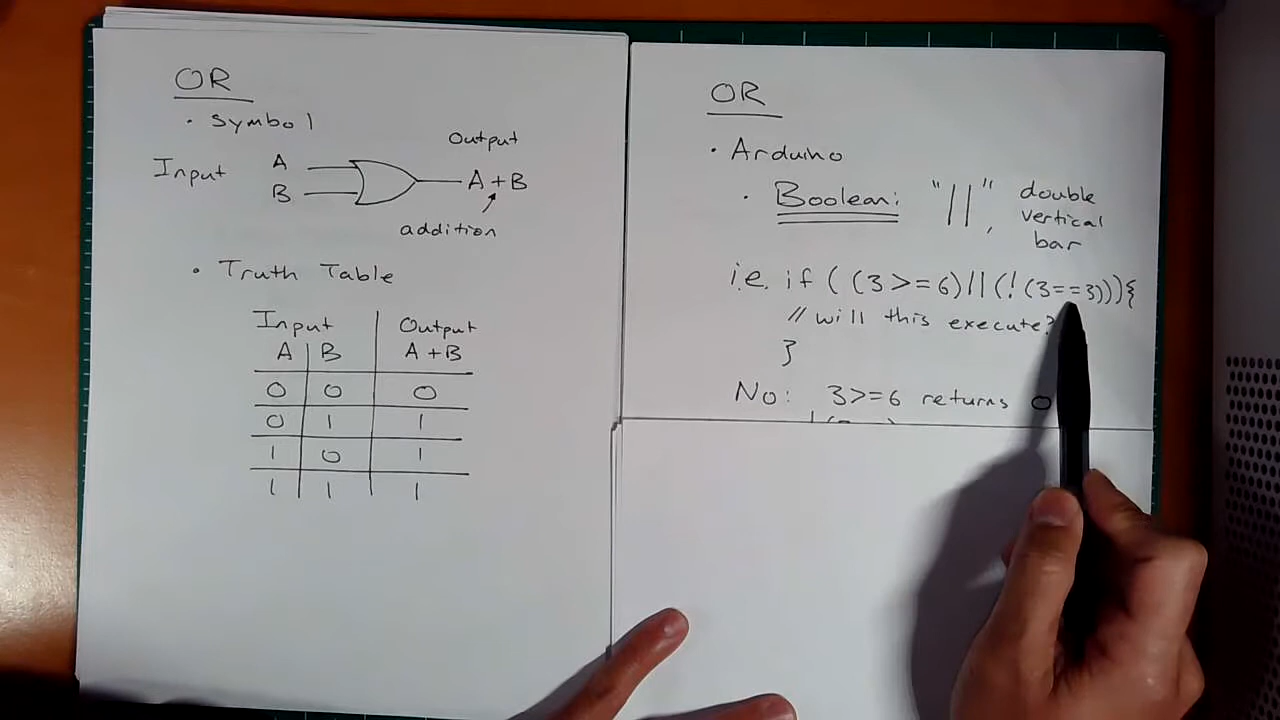 OR
• Symbol
Output
Input A B A + B
addition
• Truth Table
Input Output
A B A + B
0 0 0
0 1 1
1 0 1
1 1 1
OR
• Arduino
• Boolean: "||", double
vertical
bar
i.e. if ( (3 >= 6) || (! (3 == 3))) {
// will this execute?
}
No: 3 >= 6 returns 0